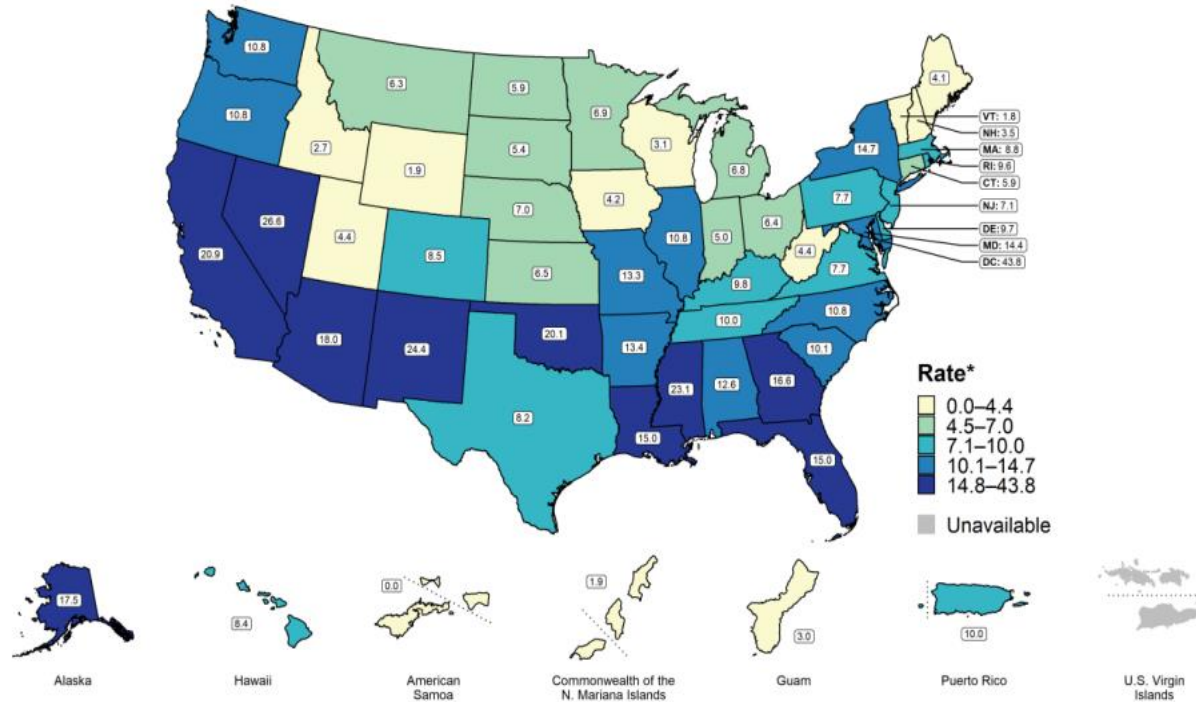 10.8
6.3
5.9
6.9
4.1
10.8
VT: 1.8
NH: 3.5
2.7
5.4
3.1
14.7
MA: 8.8
1.9
6.8
RI: 9.6
CT: 5.9
7.0
4.2
7.7
NJ: 7.1
26.6
6.4
DE: 9.7
4.4
5.0
MD: 14.4
20.9
8.5
10.8
4.4
DC: 43.8
6.5
13.3
7.7
9.8
10.8
18.0
20.1
10.0
24.4
13.4
10.1
23.1
12.6
16.6
8.2
15.0
15.0
Rate*
0.0–4.4
4.5–7.0
7.1–10.0
10.1–14.7
14.8–43.8
Unavailable
17.5
8.4
0.0
1.9
3.0
10.0
Alaska
Hawaii
American
Samoa
Commonwealth of the
N. Mariana Islands
Guam
Puerto Rico
U.S. Virgin
Islands